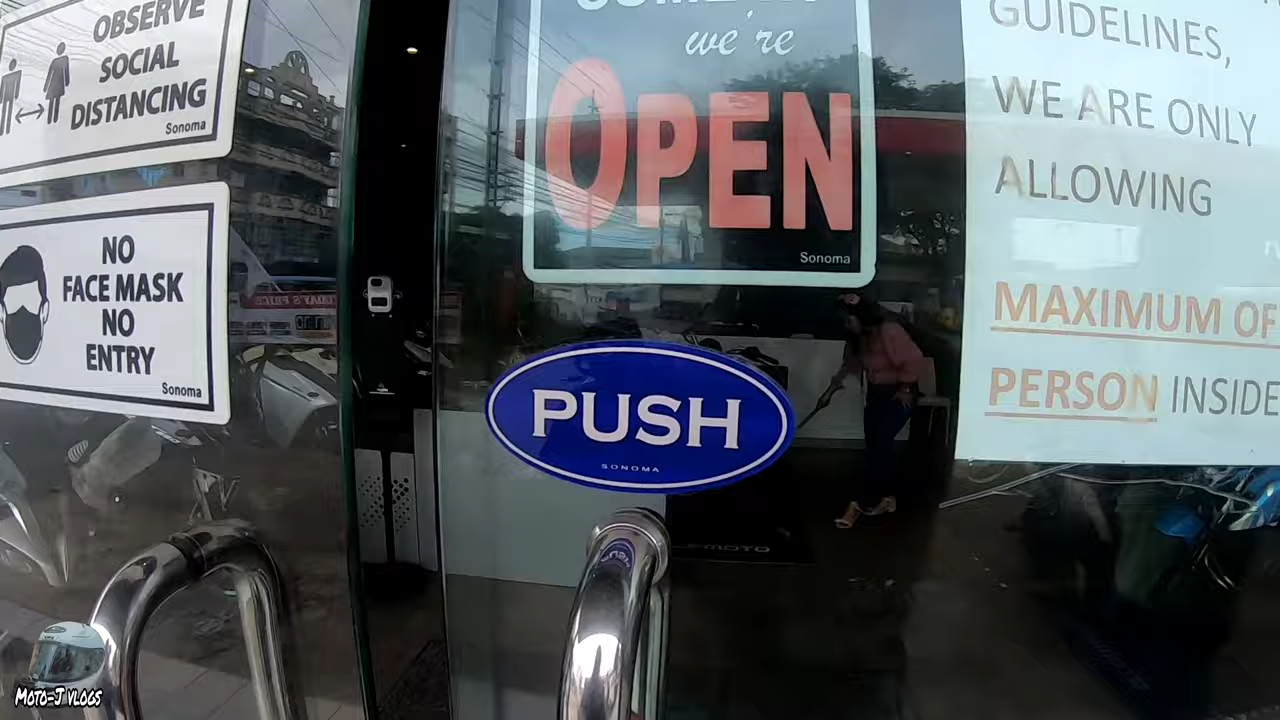 OBSERVE
SOCIAL
DISTANCING
Sonoma
NO
FACE MASK
NO
ENTRY
Sonoma
we're
OPEN
Sonoma
PUSH
SONOMA
GUIDELINES,
WE ARE ONLY
ALLOWING
MAXIMUM OF
PERSON INSIDE
MOTO-J VLOGS